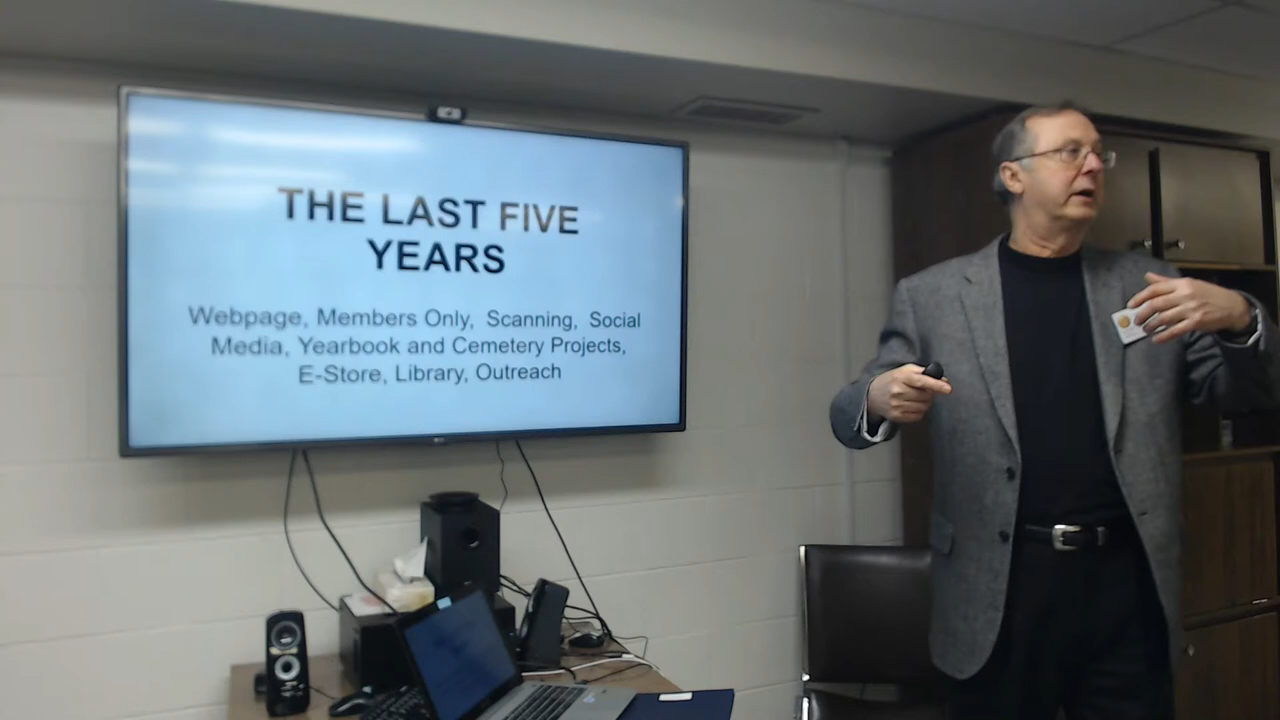 THE LAST FIVE
YEARS
Webpage, Members Only, Scanning, Social
Media, Yearbook and Cemetery Projects,
E-Store, Library, Outreach